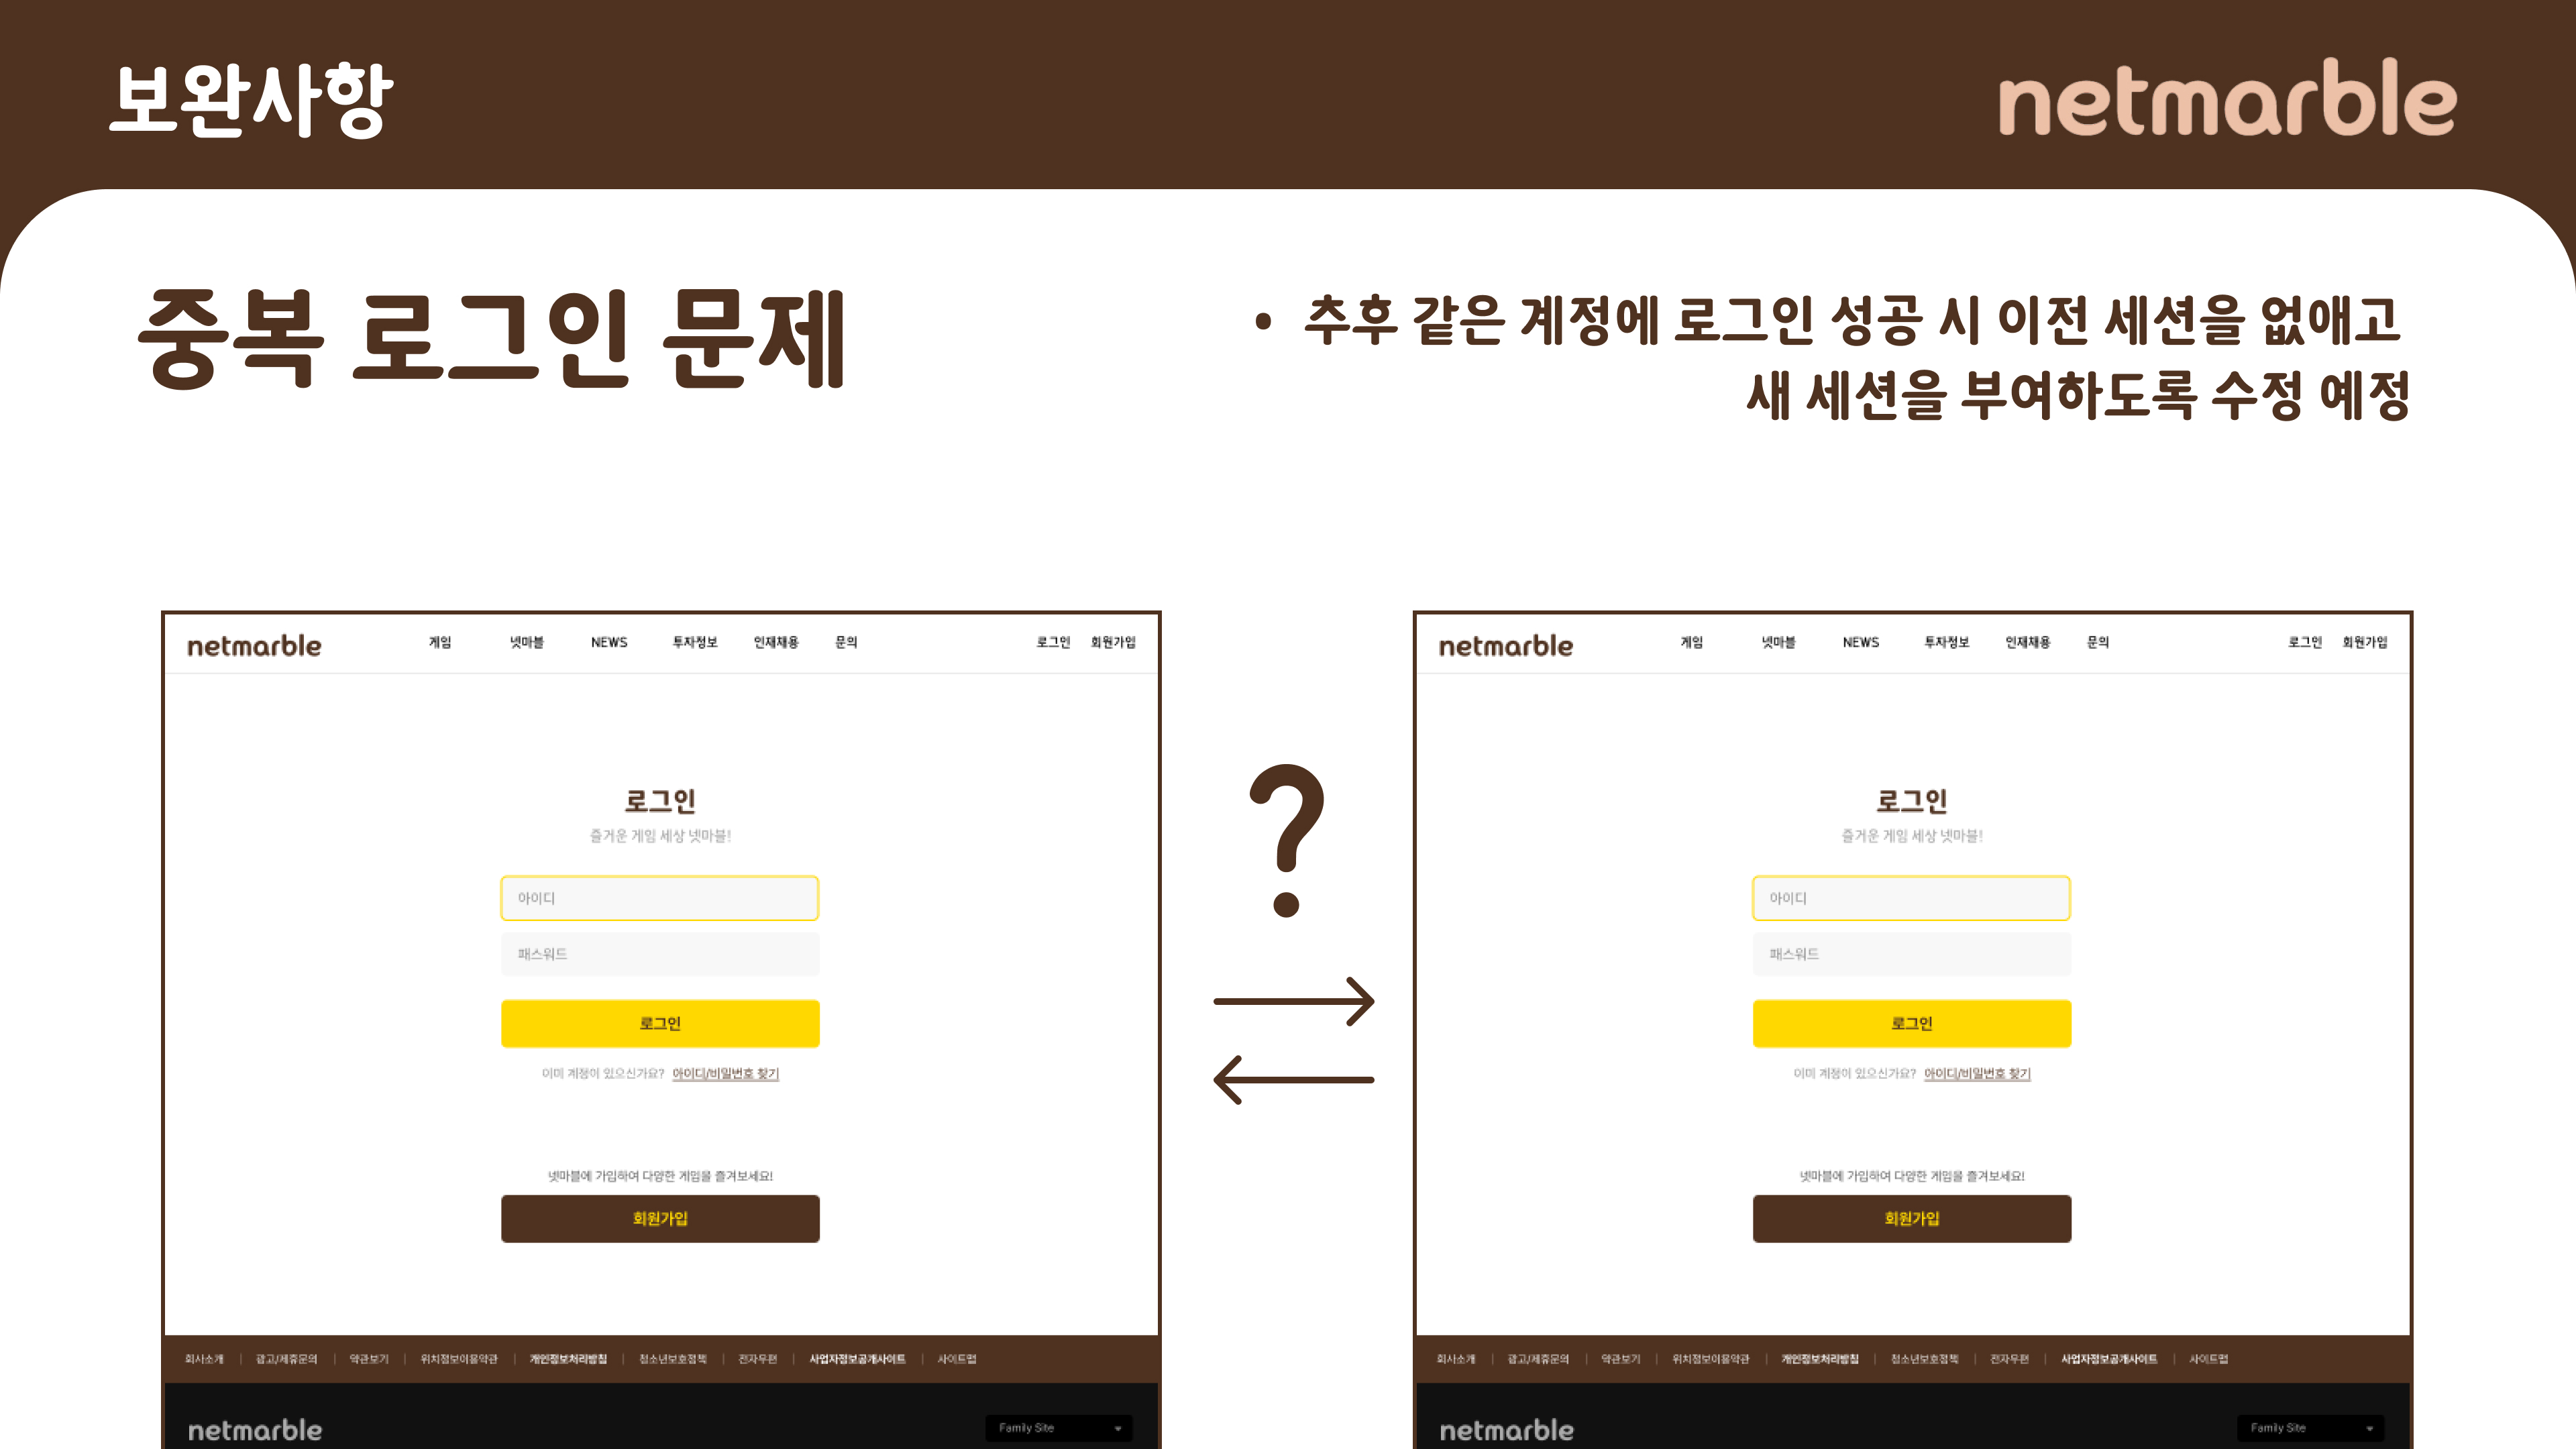 보완사항
netmarble
중복 로그인 문제
• 추후 같은 계정에 로그인 성공 시 이전 세션을 없애고
새 세션을 부여하도록 수정 예정
netmarble 게임 넷마블 NEWS 투자정보 인재채용 문의 로그인 회원가입
로그인
즐거운 게임 세상 넷마블!
아이디
패스워드
로그인
이미 계정이 있으신가요? 아이디/비밀번호 찾기
넷마블에 가입하여 다양한 게임을 즐겨보세요!
회원가입
회사소개 | 광고/제휴문의 | 약관보기 | 위치정보이용약관 | 개인정보처리방침 | 청소년보호정책 | 전자우편 | 사업자정보공개사이트 | 사이트맵
netmarble Family Site
?
netmarble 게임 넷마블 NEWS 투자정보 인재채용 문의 로그인 회원가입
로그인
즐거운 게임 세상 넷마블!
아이디
패스워드
로그인
이미 계정이 있으신가요? 아이디/비밀번호 찾기
넷마블에 가입하여 다양한 게임을 즐겨보세요!
회원가입
회사소개 | 광고/제휴문의 | 약관보기 | 위치정보이용약관 | 개인정보처리방침 | 청소년보호정책 | 전자우편 | 사업자정보공개사이트 | 사이트맵
netmarble Family Site